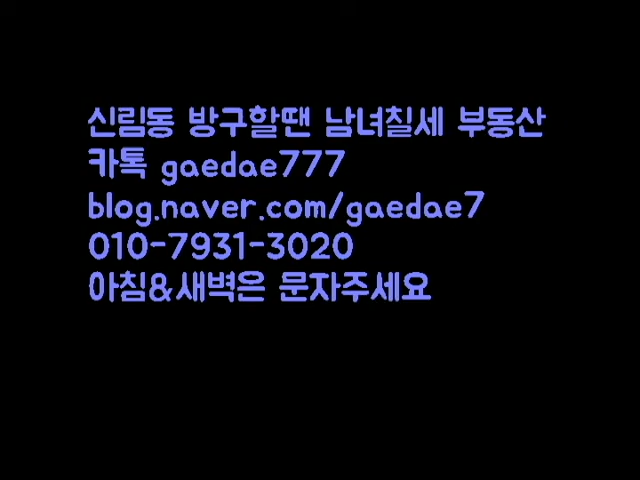 신림동 방구할땐 남녀칠세 부동산
카톡 gaedae777
blog.naver.com/gaedae7
010-7931-3020
아침&새벽은 문자주세요